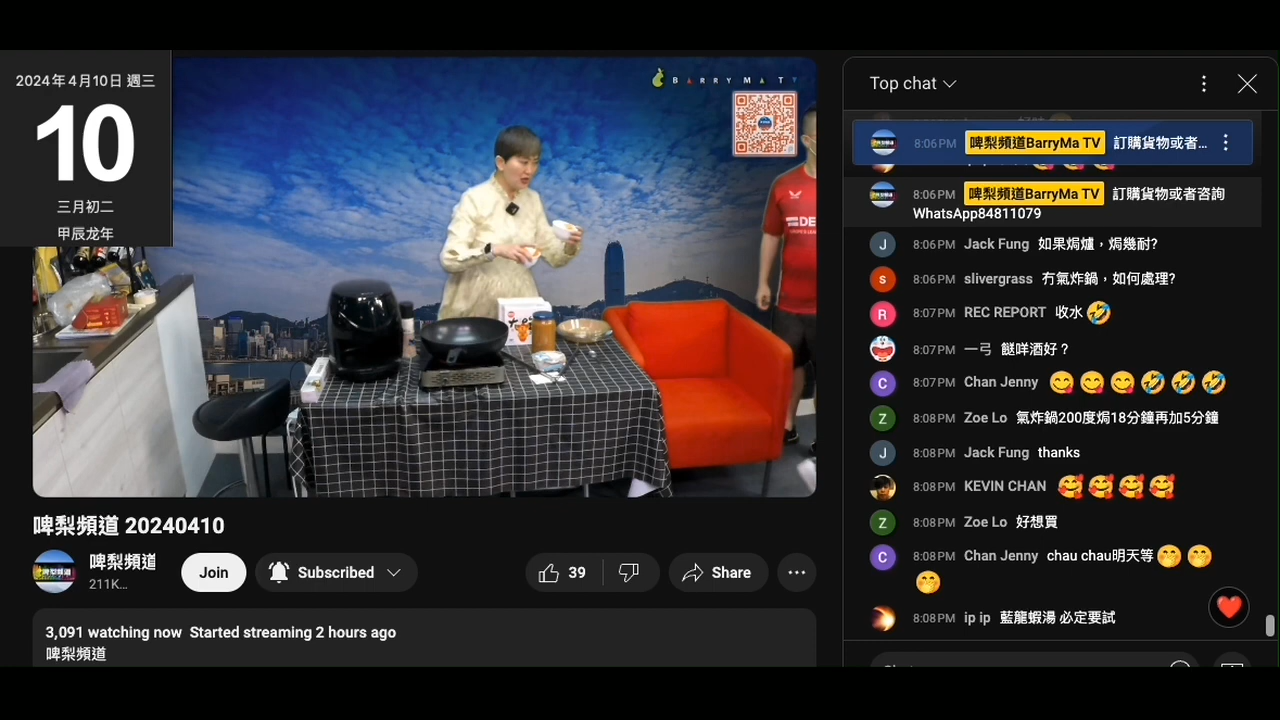 2024年4月10日 週三
10
三月初二
甲辰龙年
BARRYMATV
Top chat
8:06PM 啤梨頻道BarryMa TV 訂購貨物或者...
8:06PM 啤梨頻道BarryMa TV 訂購貨物或者咨詢
WhatsApp84811079
J 8:06PM Jack Fung 如果焗爐，焗幾耐?
s 8:06PM slivergrass 冇氣炸鍋，如何處理?
R 8:07PM REC REPORT 收水🤣
8:07PM 一弓 餸咩酒好？
C 8:07PM Chan Jenny 😋😋😋🤣🤣🤣
Z 8:08PM Zoe Lo 氣炸鍋200度焗18分鐘再加5分鐘
J 8:08PM Jack Fung thanks
8:08PM KEVIN CHAN 🥰🥰🥰🥰
Z 8:08PM Zoe Lo 好想買
C 8:08PM Chan Jenny chau chau明天等🤭🤭
🤭
8:08PM ip ip 藍龍蝦湯 必定要試
啤梨頻道 20240410
啤梨頻道
211K...
Join
Subscribed
39
Share
3,091 watching now Started streaming 2 hours ago
啤梨頻道